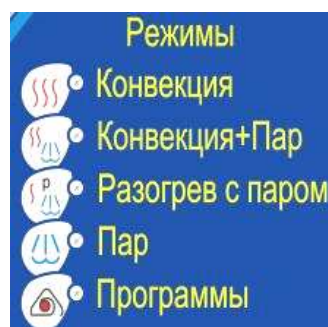 Режимы
Конвекция
Конвекция+Пар
P
Разогрев с паром
Пар
Программы